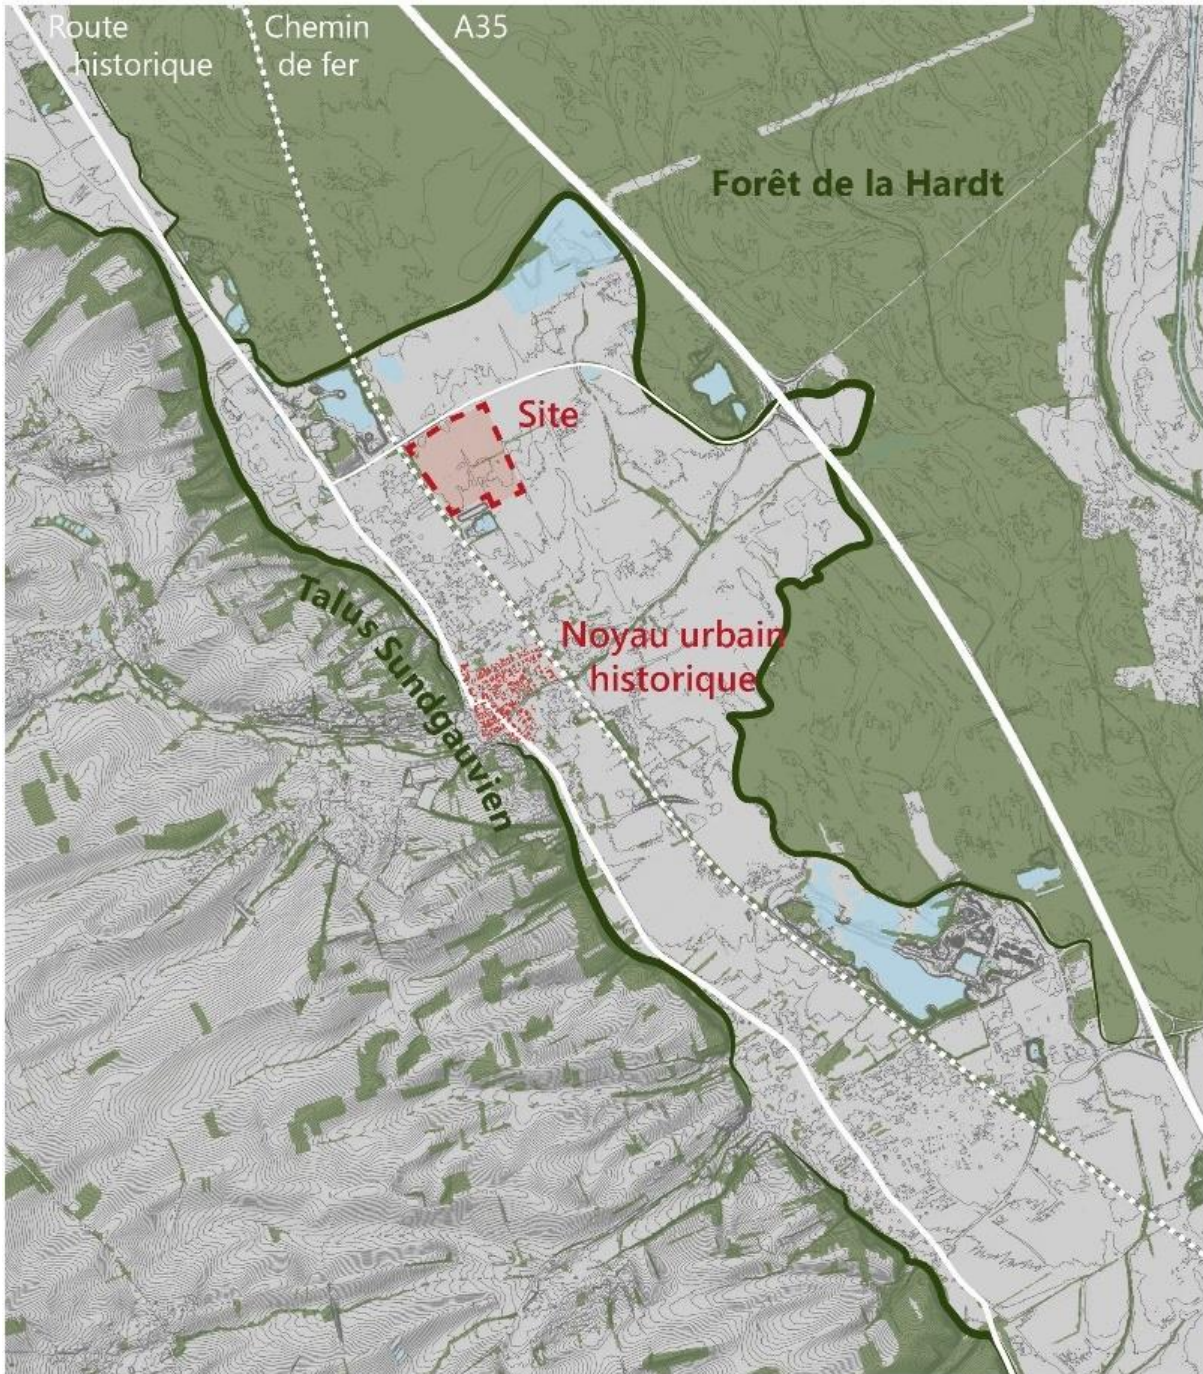 Route
historique
Chemin
de fer
A35
Forêt de la Hardt
Site
Noyau urbain
historique
Talus Sundgauvien